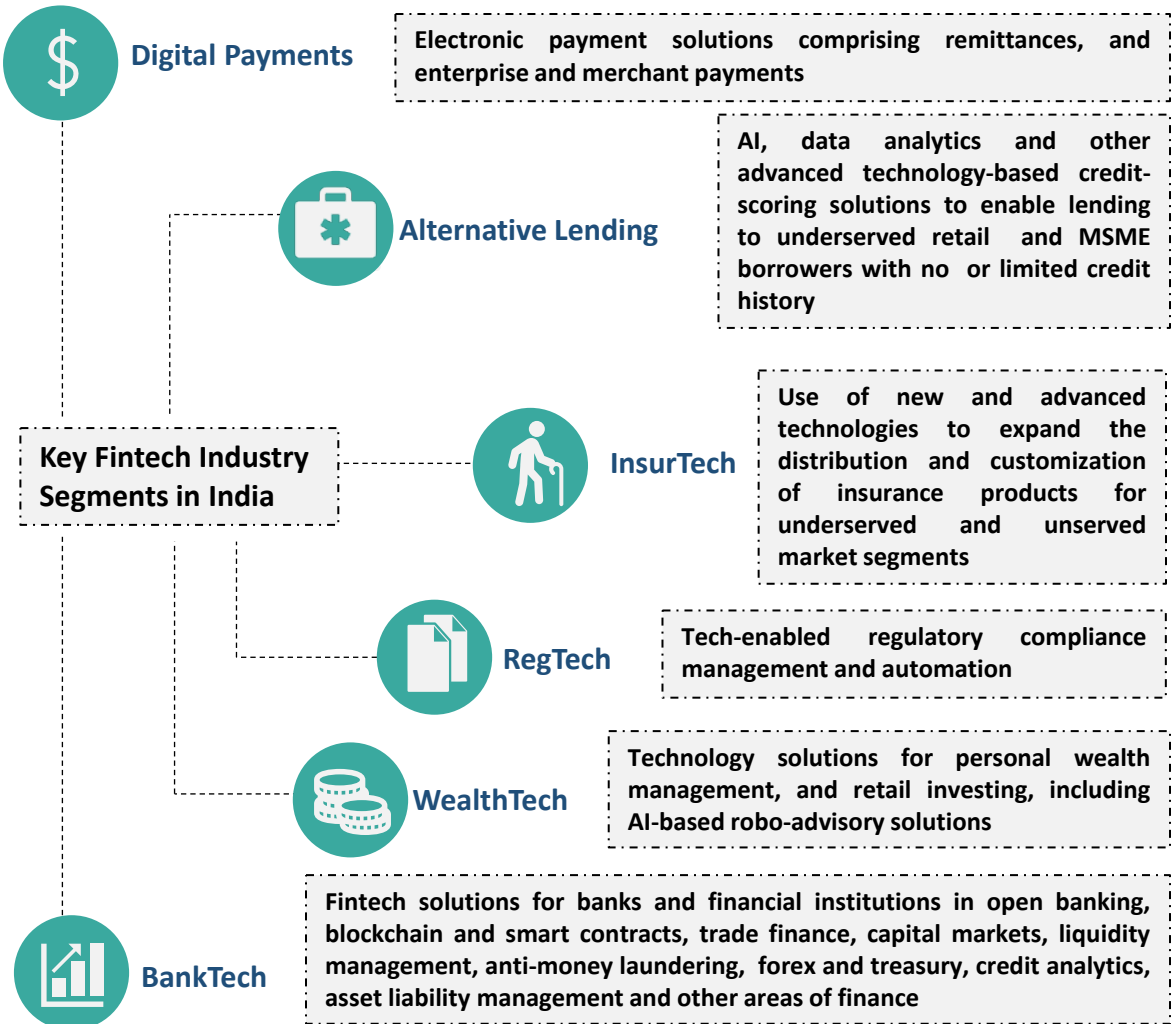 Digital Payments
Electronic payment solutions comprising remittances, and
enterprise and merchant payments
Alternative Lending
AI, data analytics and other
advanced technology-based credit-
scoring solutions to enable lending
to underserved retail and MSME
borrowers with no or limited credit
history
Key Fintech Industry
Segments in India
InsurTech
Use of new and advanced
technologies to expand the
distribution and customization
of insurance products for
underserved and unserved
market segments
RegTech
Tech-enabled regulatory compliance
management and automation
WealthTech
Technology solutions for personal wealth
management, and retail investing, including
AI-based robo-advisory solutions
BankTech
Fintech solutions for banks and financial institutions in open banking,
blockchain and smart contracts, trade finance, capital markets, liquidity
management, anti-money laundering, forex and treasury, credit analytics,
asset liability management and other areas of finance